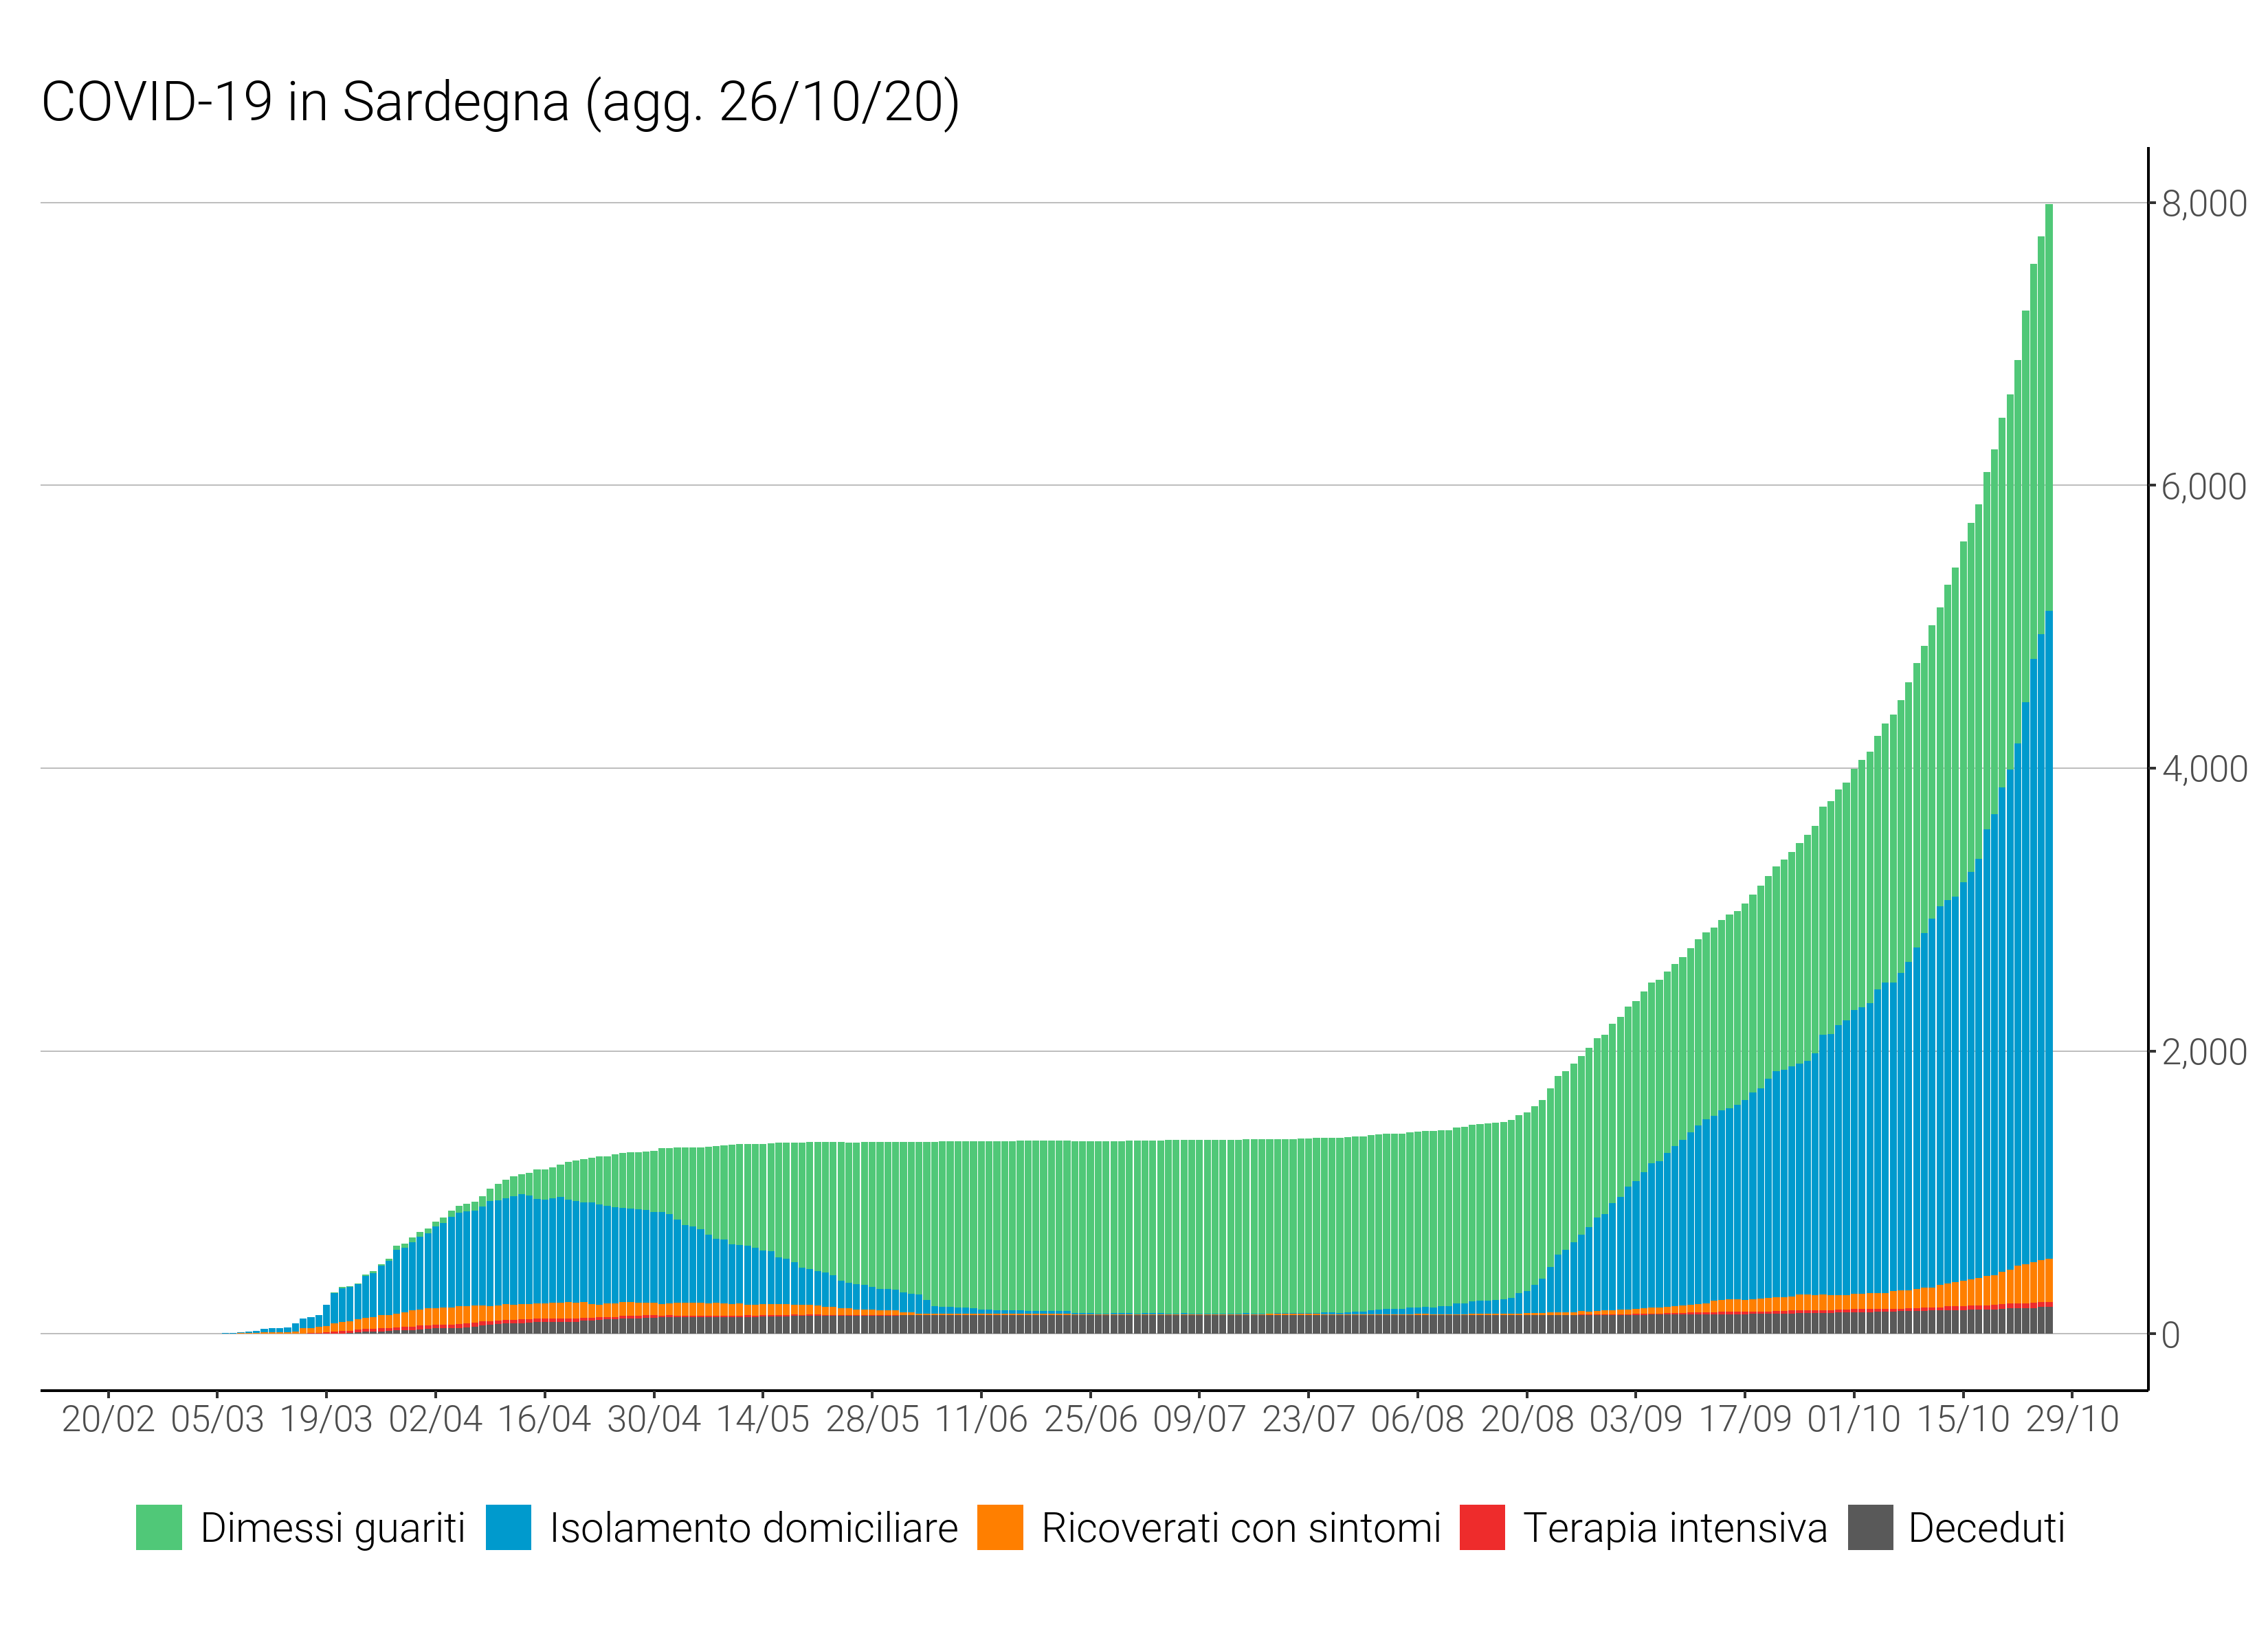 COVID-19 in Sardegna (agg. 26/10/20)
8,000
6,000
4,000
2,000
0
20/02 05/03 19/03 02/04 16/04 30/04 14/05 28/05 11/06 25/06 09/07 23/07 06/08 20/08 03/09 17/09 01/10 15/10 29/10
Dimessi guariti Isolamento domiciliare Ricoverati con sintomi Terapia intensiva Deceduti